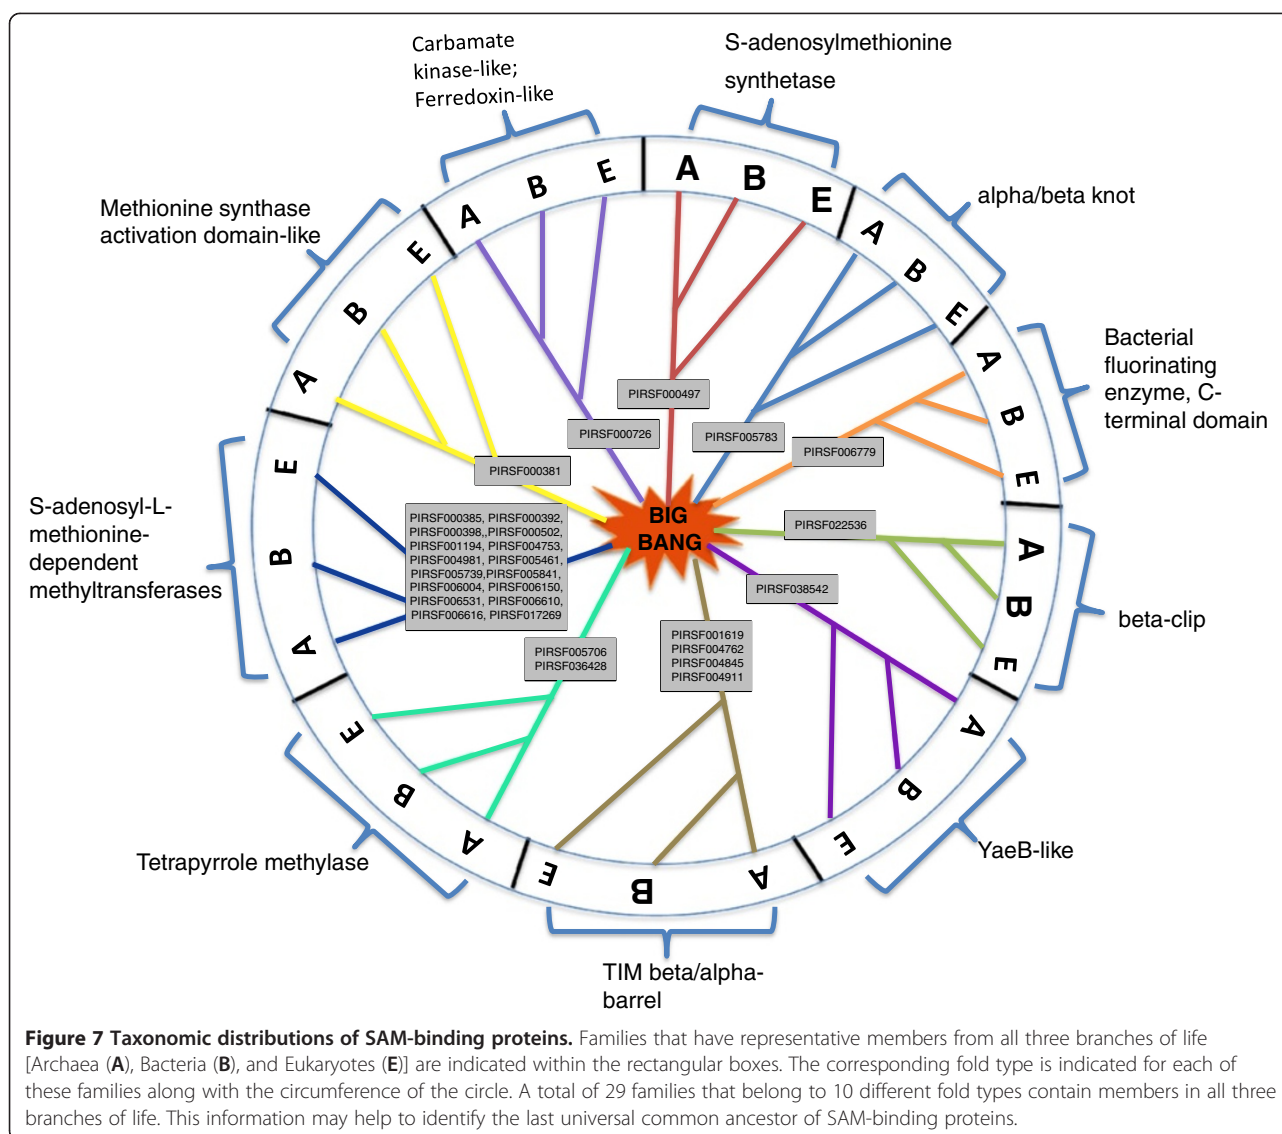 Carbamate
kinase-like;
Ferredoxin-like
S-adenosylmethionine
synthetase
alpha/beta knot
Methionine synthase
activation domain-like
Bacterial
fluorinating
enzyme, C-
terminal domain
S-adenosyl-L-
methionine-
dependent
methyltransferases
beta-clip
Tetrapyrrole methylase
YaeB-like
TIM beta/alpha-
barrel
A B E
A B E
A B E
A B E
A B E
A B E
A B E
A B E
A B E
A B E
PIRSF000497
PIRSF000726
PIRSF005783
PIRSF006779
PIRSF000381
PIRSF022536
PIRSF038542
BIG
BANG
PIRSF000385, PIRSF000392,
PIRSF000398,,PIRSF000502,
PIRSF001194, PIRSF004753,
PIRSF004981, PIRSF005461,
PIRSF005739,PIRSF005841,
PIRSF006004, PIRSF006150,
PIRSF006531, PIRSF006610,
PIRSF006616, PIRSF017269
PIRSF005706
PIRSF036428
PIRSF001619
PIRSF004762
PIRSF004845
PIRSF004911
Figure 7 Taxonomic distributions of SAM-binding proteins. Families that have representative members from all three branches of life
[Archaea (A), Bacteria (B), and Eukaryotes (E)] are indicated within the rectangular boxes. The corresponding fold type is indicated for each of
these families along with the circumference of the circle. A total of 29 families that belong to 10 different fold types contain members in all three
branches of life. This information may help to identify the last universal common ancestor of SAM-binding proteins.